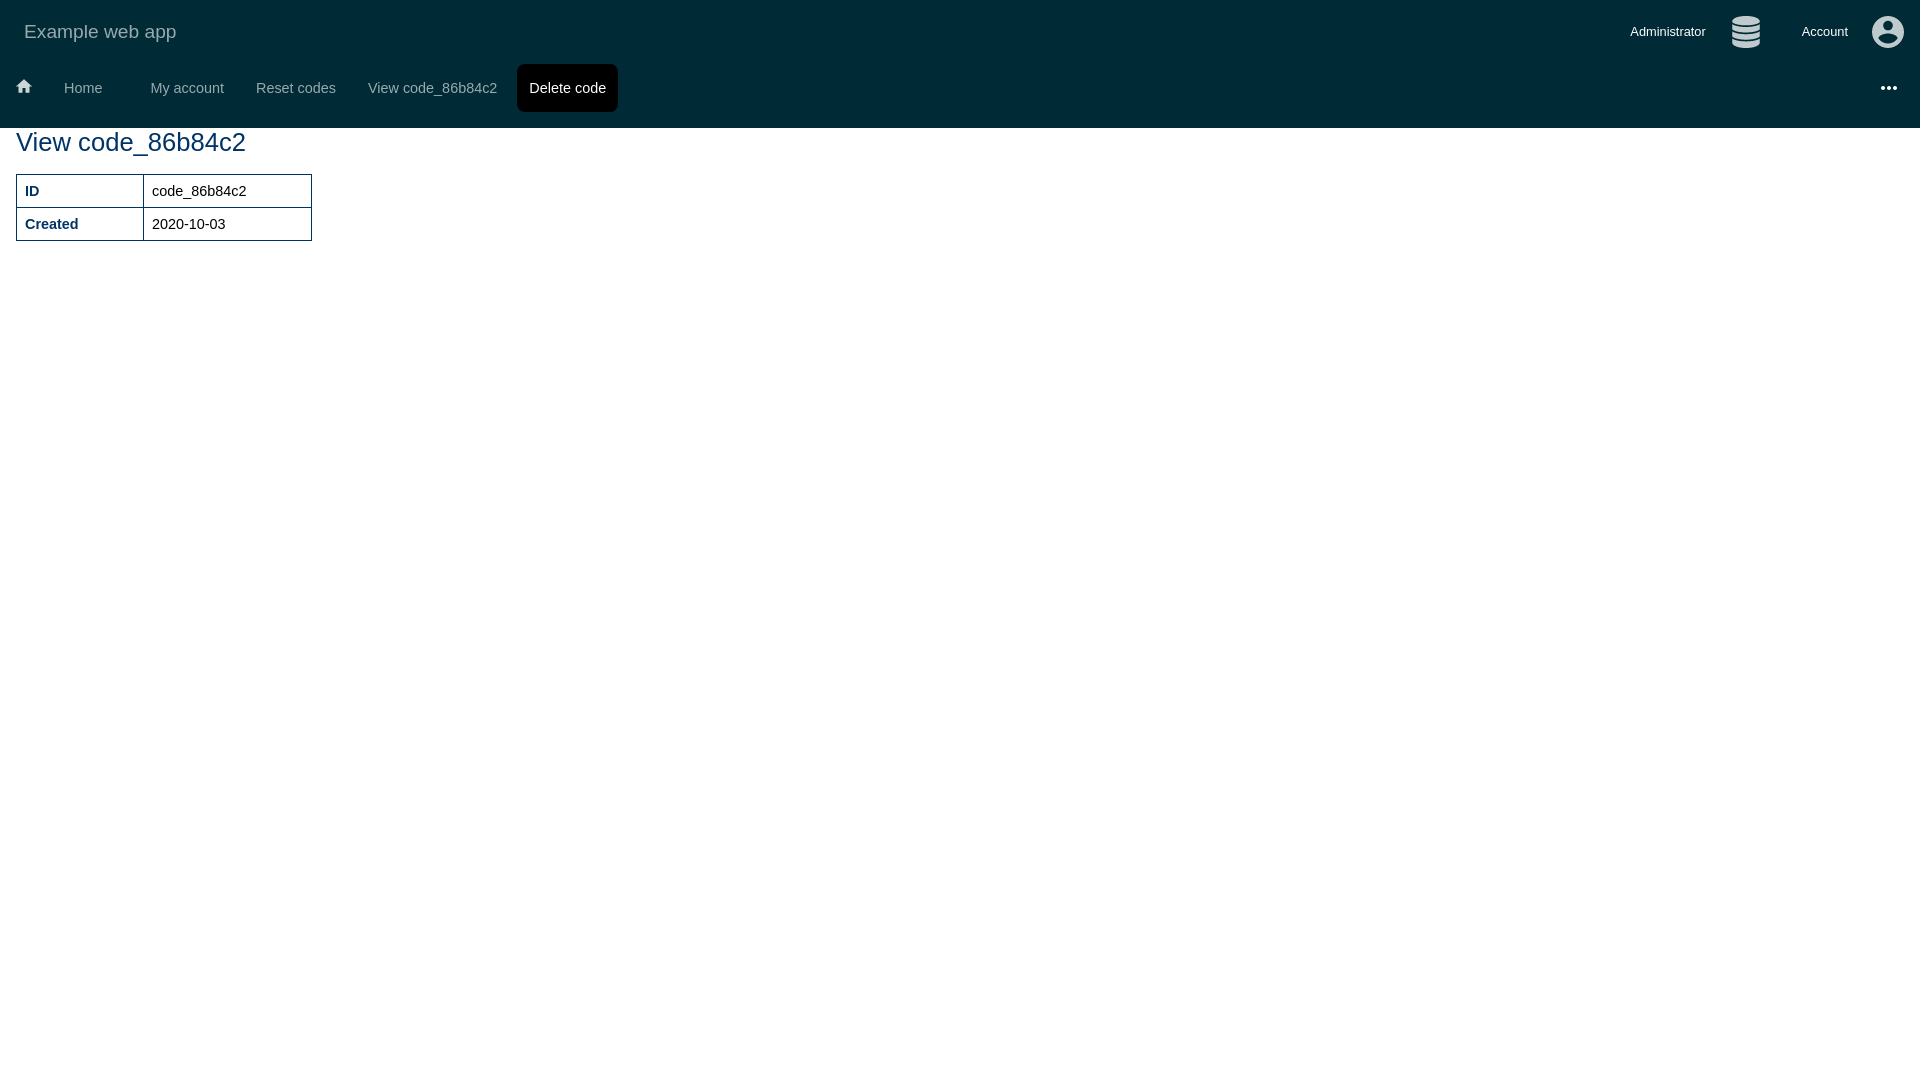 Example web app
Administrator
Account
Home
My account
Reset codes
View code_86b84c2
Delete code
View code_86b84c2
ID code_86b84c2
Created 2020-10-03